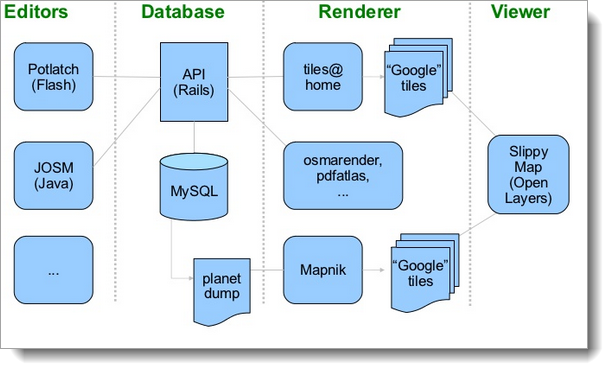 Editors
Database
Renderer
Viewer
Potlatch
(Flash)
API
(Rails)
tiles@
home
“Google”
tiles
JOSM
(Java)
MySQL
osmarender,
pdfatlas,
...
Slippy
Map
(Open
Layers)
...
planet
dump
Mapnik
“Google”
tiles